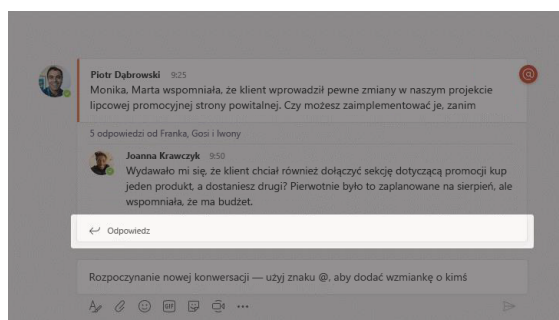 Piotr Dąbrowski 9:25
Monika, Marta wspomniała, że klient wprowadził pewne zmiany w naszym projekcie
lipcowej promocyjnej strony powitalnej. Czy możesz zaimplementować je, zanim
5 odpowiedzi od Franka, Gosi i Iwony
Joanna Krawczyk 9:50
Wydawało mi się, że klient chciał również dołączyć sekcję dotyczącą promocji kup
jeden produkt, a dostaniesz drugi? Pierwotnie było to zaplanowane na sierpień, ale
wspomniała, że ma budżet.
Odpowiedz
Rozpoczynanie nowej konwersacji — użyj znaku @, aby dodać wzmiankę o kimś
GIF